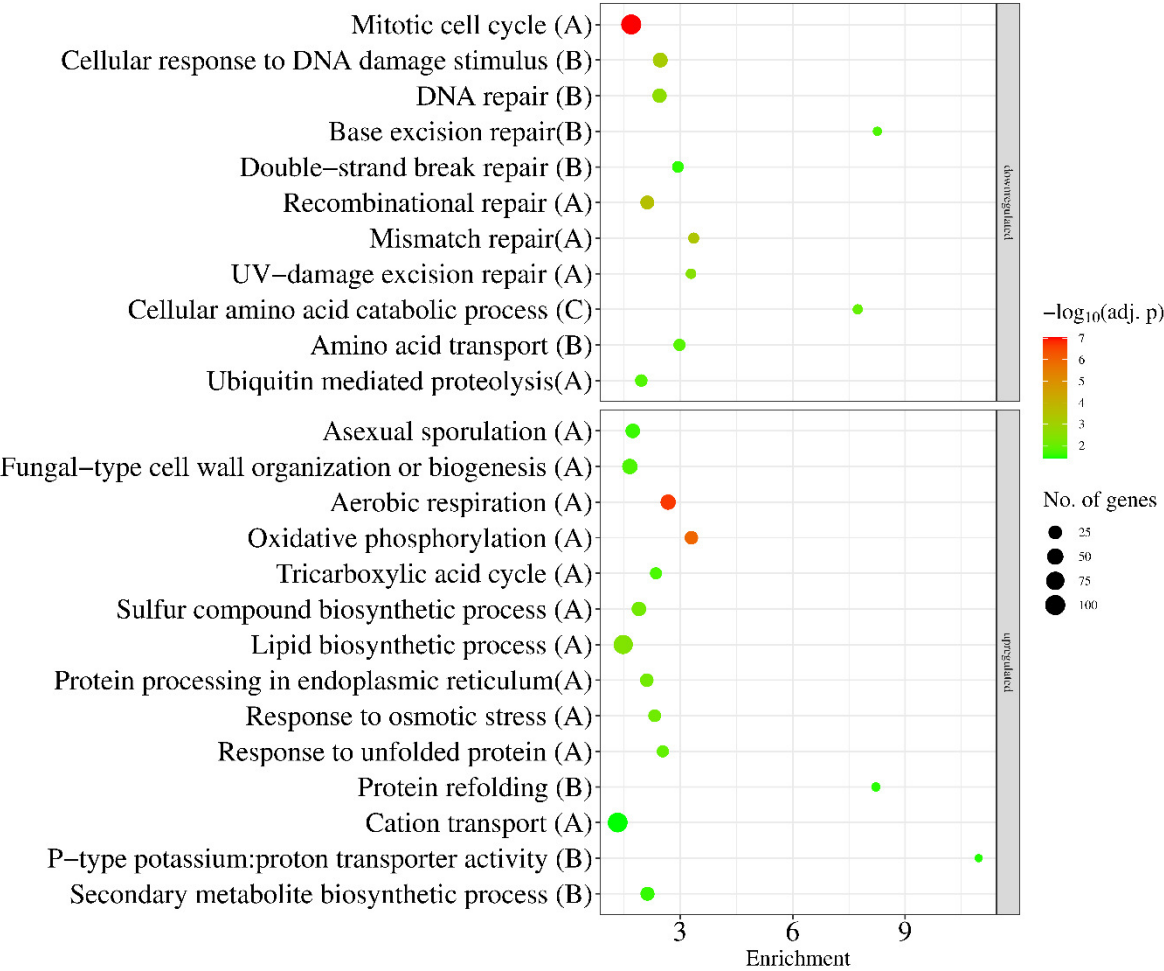 Mitotic cell cycle (A)
Cellular response to DNA damage stimulus (B)
DNA repair (B)
Base excision repair(B)
Double−strand break repair (B)
Recombinational repair (A)
Mismatch repair(A)
UV−damage excision repair (A)
Cellular amino acid catabolic process (C)
Amino acid transport (B)
Ubiquitin mediated proteolysis(A)
downregulated
Asexual sporulation (A)
Fungal−type cell wall organization or biogenesis (A)
Aerobic respiration (A)
Oxidative phosphorylation (A)
Tricarboxylic acid cycle (A)
Sulfur compound biosynthetic process (A)
Lipid biosynthetic process (A)
Protein processing in endoplasmic reticulum(A)
Response to osmotic stress (A)
Response to unfolded protein (A)
Protein refolding (B)
Cation transport (A)
P−type potassium:proton transporter activity (B)
Secondary metabolite biosynthetic process (B)
upregulated
3 6 9
Enrichment
−log₁₀(adj. p)
7
6
5
4
3
2
No. of genes
25
50
75
100